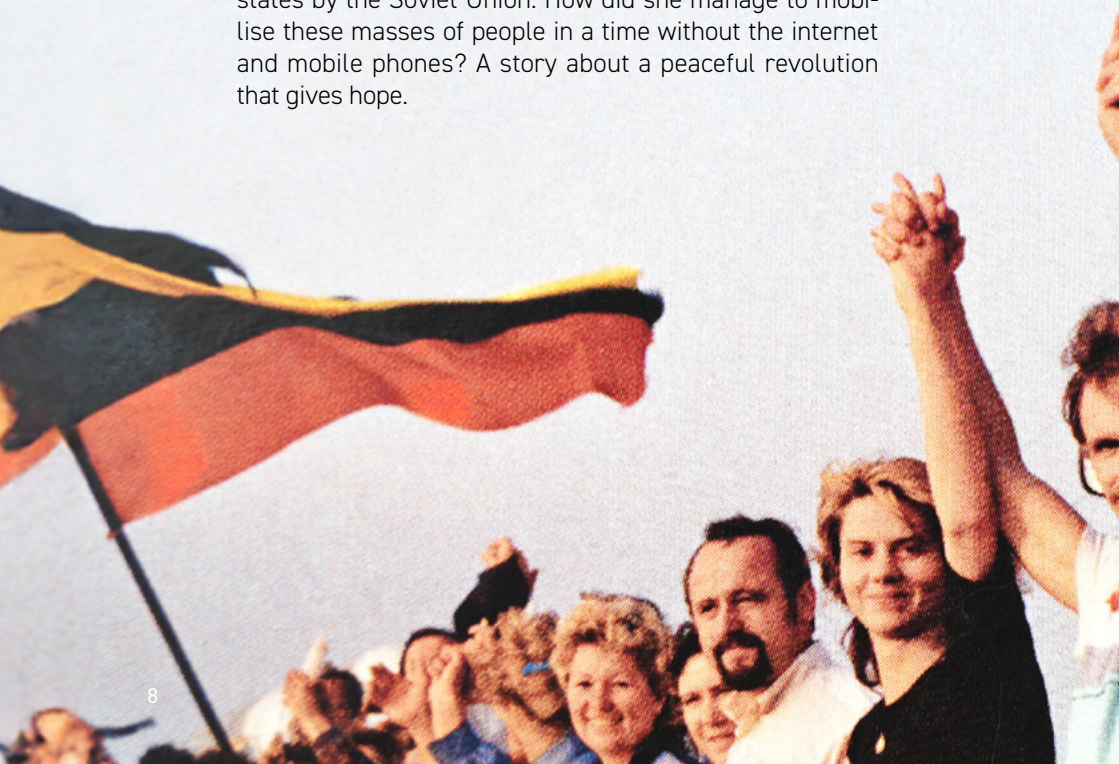 states by the Soviet Union. How did she manage to mobi-
lise these masses of people in a time without the internet
and mobile phones? A story about a peaceful revolution
that gives hope.
8